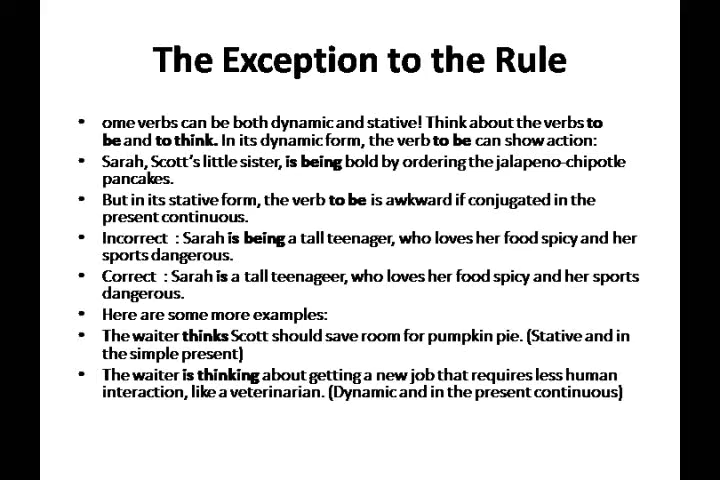 The Exception to the Rule
• ome verbs can be both dynamic and stative! Think about the verbs to
be and to think. In its dynamic form, the verb to be can show action:
• Sarah, Scott's little sister, is being bold by ordering the jalapeno-chipotle
pancakes.
• But in its stative form, the verb to be is awkward if conjugated in the
present continuous.
• Incorrect : Sarah is being a tall teenager, who loves her food spicy and her
sports dangerous.
• Correct : Sarah is a tall teenageer, who loves her food spicy and her sports
dangerous.
• Here are some more examples:
• The waiter thinks Scott should save room for pumpkin pie. (Stative and in
the simple present)
• The waiter is thinking about getting a new job that requires less human
interaction, like a veterinarian. (Dynamic and in the present continuous)